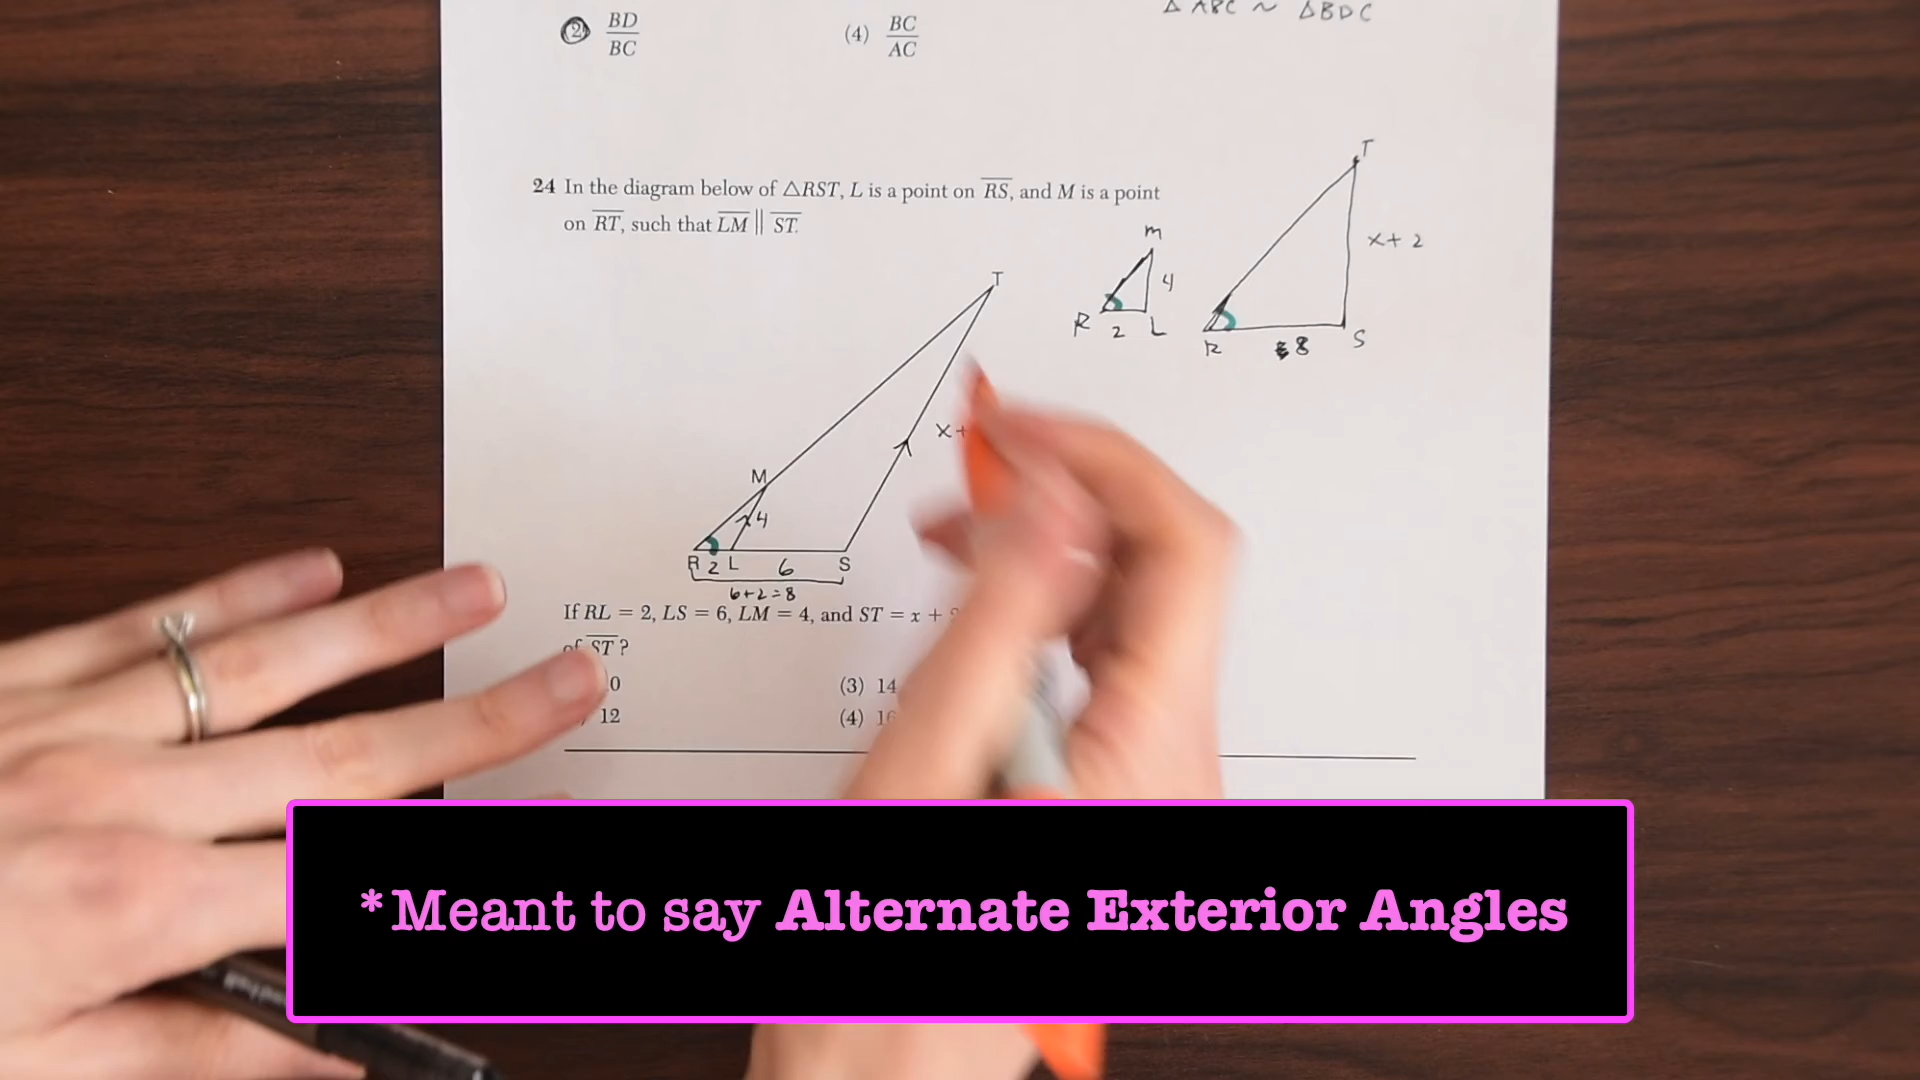 △ ABC ~ △BDC
(2) BD/BC
(4) BC/AC
24 In the diagram below of △RST, L is a point on RS, and M is a point
on RT, such that LM ∥ ST.
T
x + 2
m
4
R 2 L
R 8 S
T
x +
M
4
R 2 L 6 S
6+2=8
If RL = 2, LS = 6, LM = 4, and ST = x +
of ST?
0
(3) 14
12
(4) 16
*Meant to say Alternate Exterior Angles